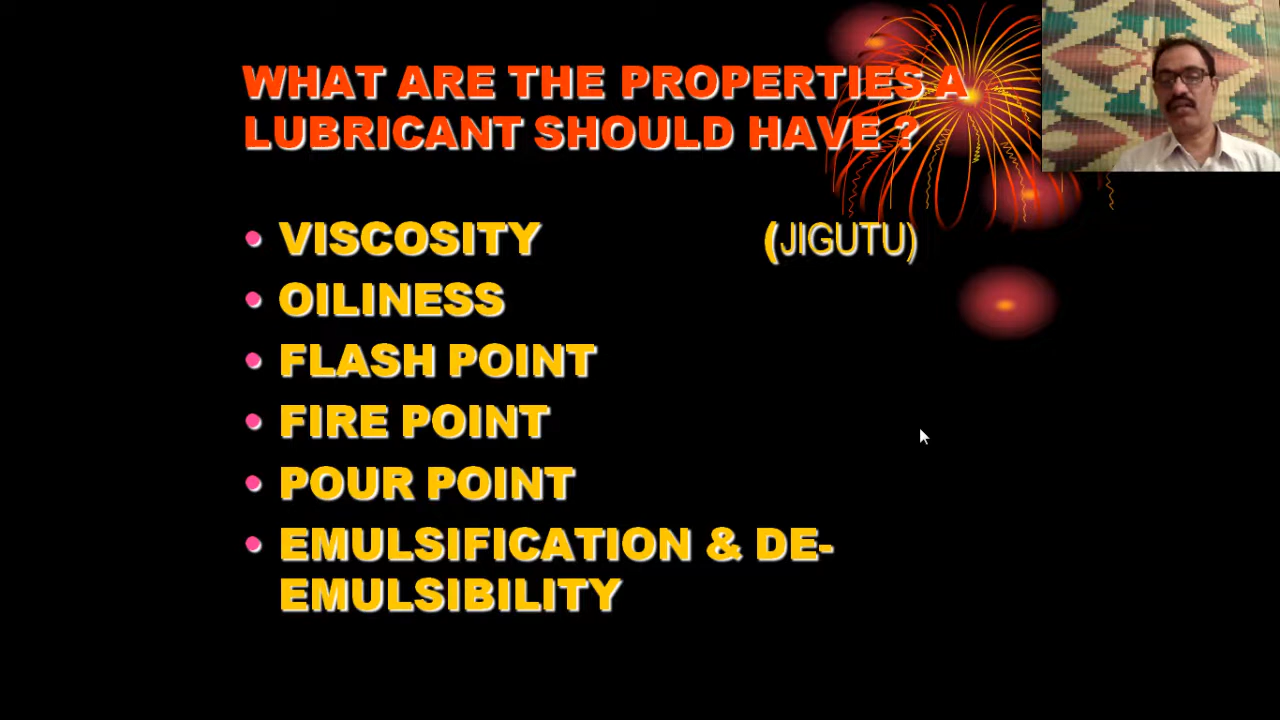 WHAT ARE THE PROPERTIES A
LUBRICANT SHOULD HAVE ?
• VISCOSITY (JIGUTU)
• OILINESS
• FLASH POINT
• FIRE POINT
• POUR POINT
• EMULSIFICATION & DE-
EMULSIBILITY